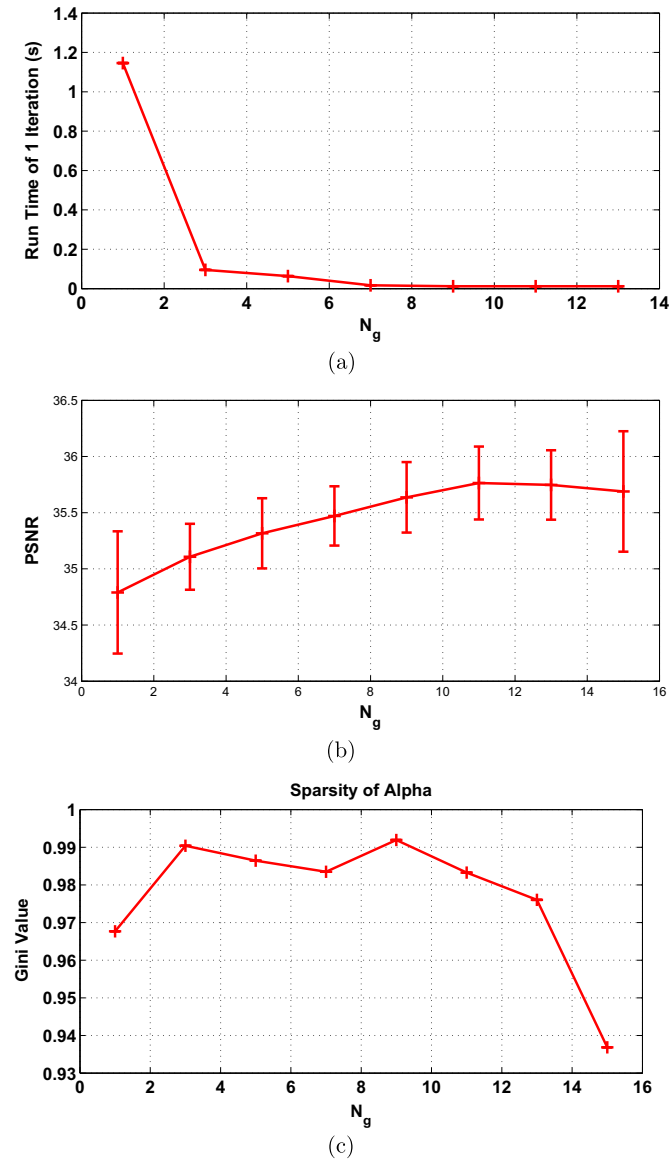 1.4
1.2
1
0.8
0.6
0.4
0.2
0
Run Time of 1 Iteration (s)
0 2 4 6 8 10 12 14
N_g
(a)
36.5
36
35.5
35
34.5
34
PSNR
0 2 4 6 8 10 12 14 16
N_g
(b)
Sparsity of Alpha
1
0.99
0.98
0.97
0.96
0.95
0.94
0.93
Gini Value
0 2 4 6 8 10 12 14 16
N_g
(c)